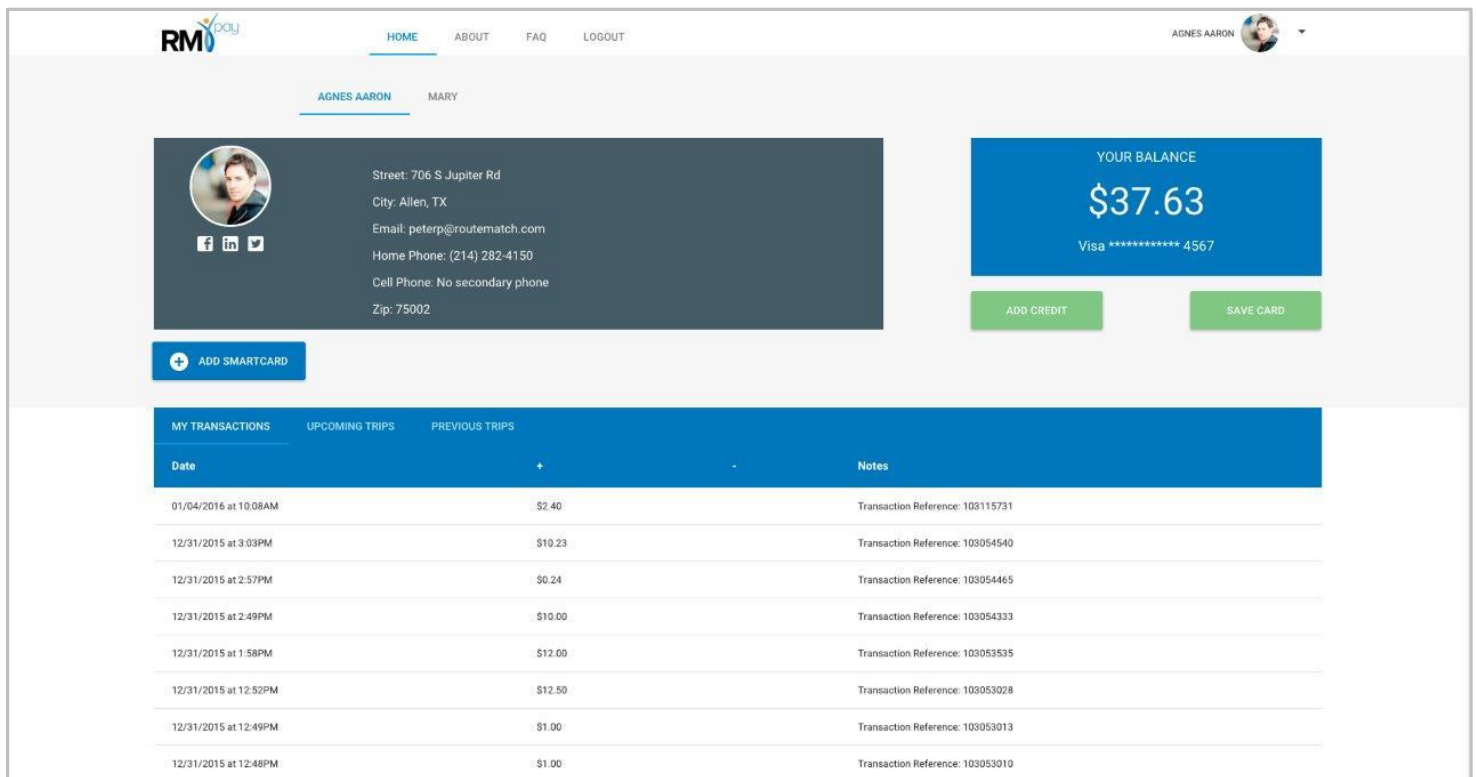 RM pay
HOME ABOUT FAQ LOGOUT
AGNES AARON
AGNES AARON MARY
Street: 706 S Jupiter Rd
City: Allen, TX
Email: peterp@routematch.com
Home Phone: (214) 282-4150
Cell Phone: No secondary phone
Zip: 75002
f in
YOUR BALANCE
$37.63
Visa ************ 4567
ADD CREDIT SAVE CARD
+ ADD SMARTCARD
MY TRANSACTIONS UPCOMING TRIPS PREVIOUS TRIPS
Date + - Notes
01/04/2016 at 10:08AM $2.40 Transaction Reference: 103115731
12/31/2015 at 3:03PM $10.23 Transaction Reference: 103054540
12/31/2015 at 2:57PM $0.24 Transaction Reference: 103054465
12/31/2015 at 2:49PM $10.00 Transaction Reference: 103054333
12/31/2015 at 1:58PM $12.00 Transaction Reference: 103053535
12/31/2015 at 12:52PM $12.50 Transaction Reference: 103053028
12/31/2015 at 12:49PM $1.00 Transaction Reference: 103053013
12/31/2015 at 12:48PM $1.00 Transaction Reference: 103053010